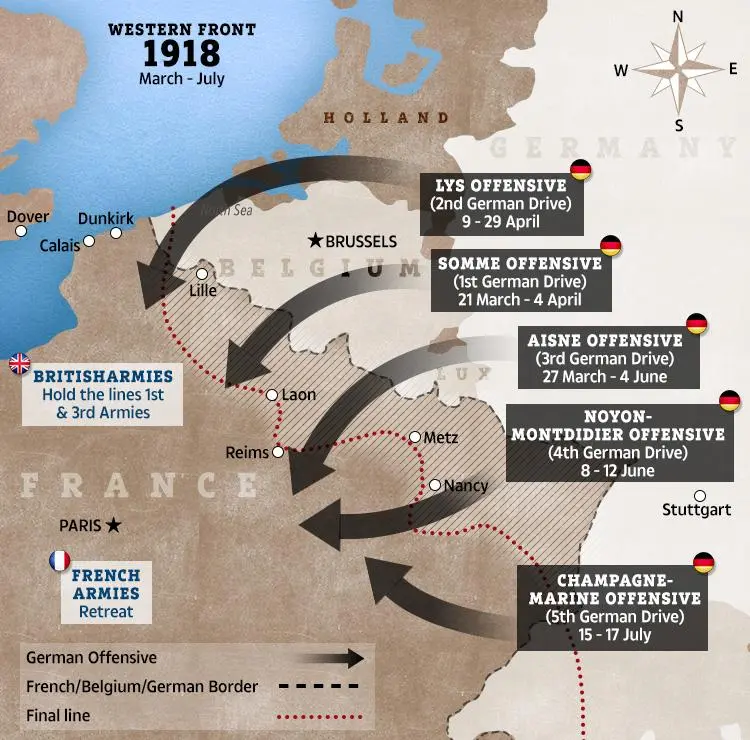 WESTERN FRONT
1918
March - July
N
W
E
S
HOLLAND
GERMANY
LYS OFFENSIVE
(2nd German Drive)
9 - 29 April
North Sea
Dover
Dunkirk
Calais
BRUSSELS
BELGIUM
Lille
SOMME OFFENSIVE
(1st German Drive)
21 March - 4 April
AISNE OFFENSIVE
(3rd German Drive)
27 March - 4 June
LUX
BRITISHARMIES
Hold the lines 1st
& 3rd Armies
Laon
NOYON-
MONTDIDIER OFFENSIVE
(4th German Drive)
8 - 12 June
Reims
Metz
Nancy
FRANCE
Stuttgart
PARIS
FRENCH
ARMIES
Retreat
CHAMPAGNE-
MARINE OFFENSIVE
(5th German Drive)
15 - 17 July
German Offensive
French/Belgium/German Border
Final line